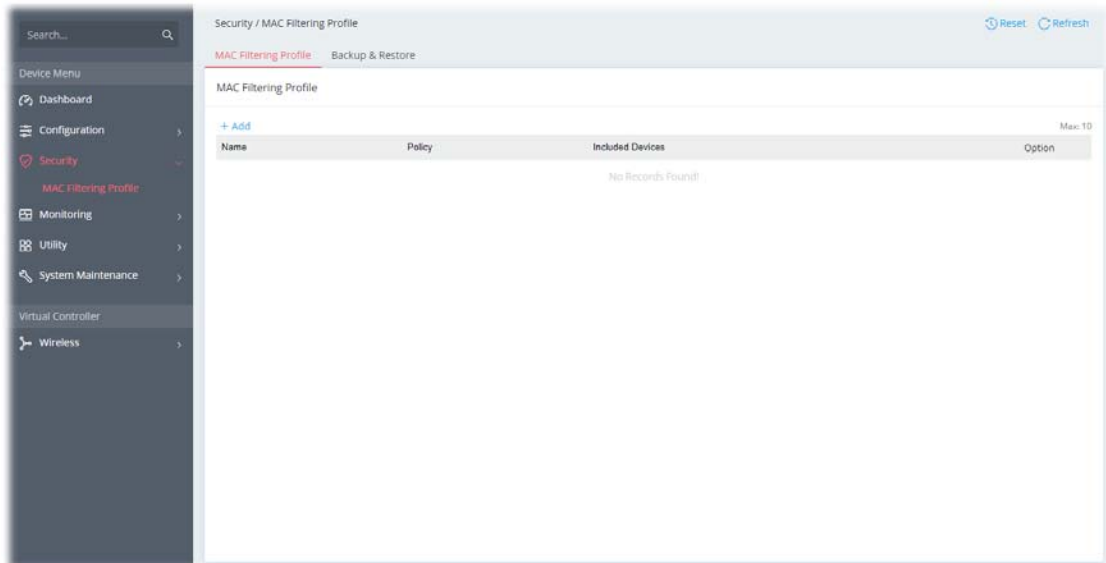 Search...
Device Menu
Dashboard
Configuration
Security
MAC Filtering Profile
Monitoring
Utility
System Maintenance
Virtual Controller
Wireless
Security / MAC Filtering Profile
Reset Refresh
MAC Filtering Profile Backup & Restore
MAC Filtering Profile
+ Add Max: 10
Name Policy Included Devices Option
No Records Found!